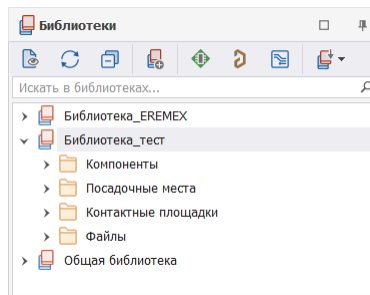 Библиотеки
Искать в библиотеках...
Библиотека_EREMEX
Библиотека_тест
Компоненты
Посадочные места
Контактные площадки
Файлы
Общая библиотека